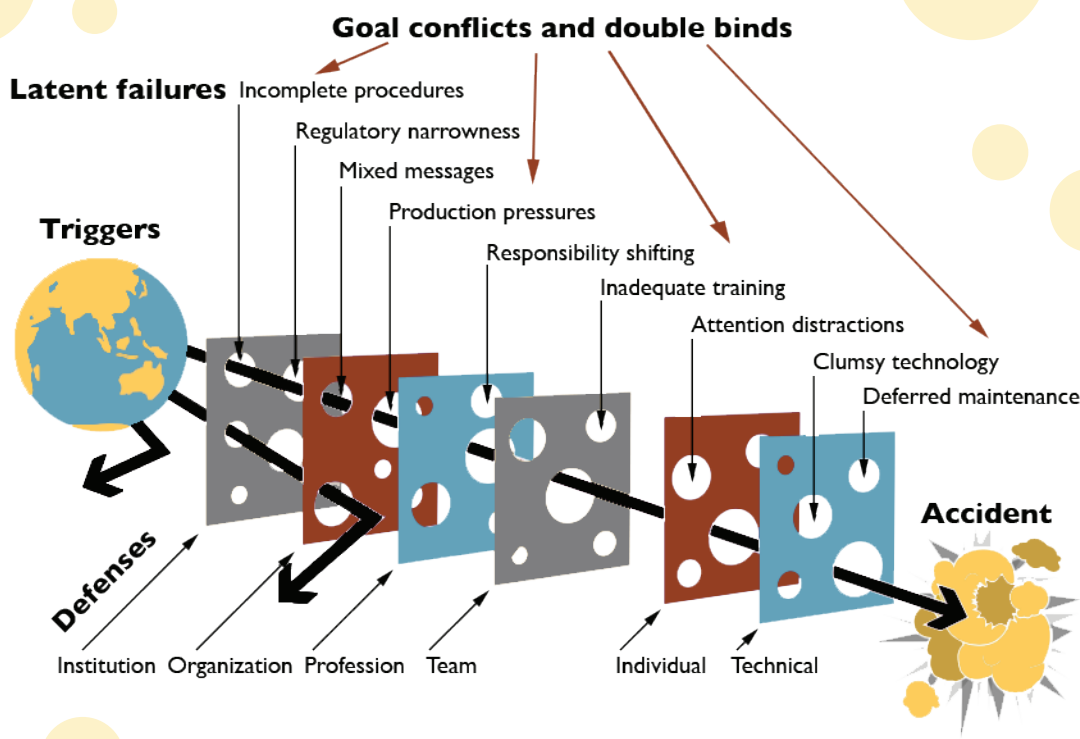 Goal conflicts and double binds
Latent failures
Incomplete procedures
Regulatory narrowness
Mixed messages
Production pressures
Triggers
Responsibility shifting
Inadequate training
Attention distractions
Clumsy technology
Deferred maintenance
Accident
Defenses
Institution
Organization
Profession
Team
Individual
Technical